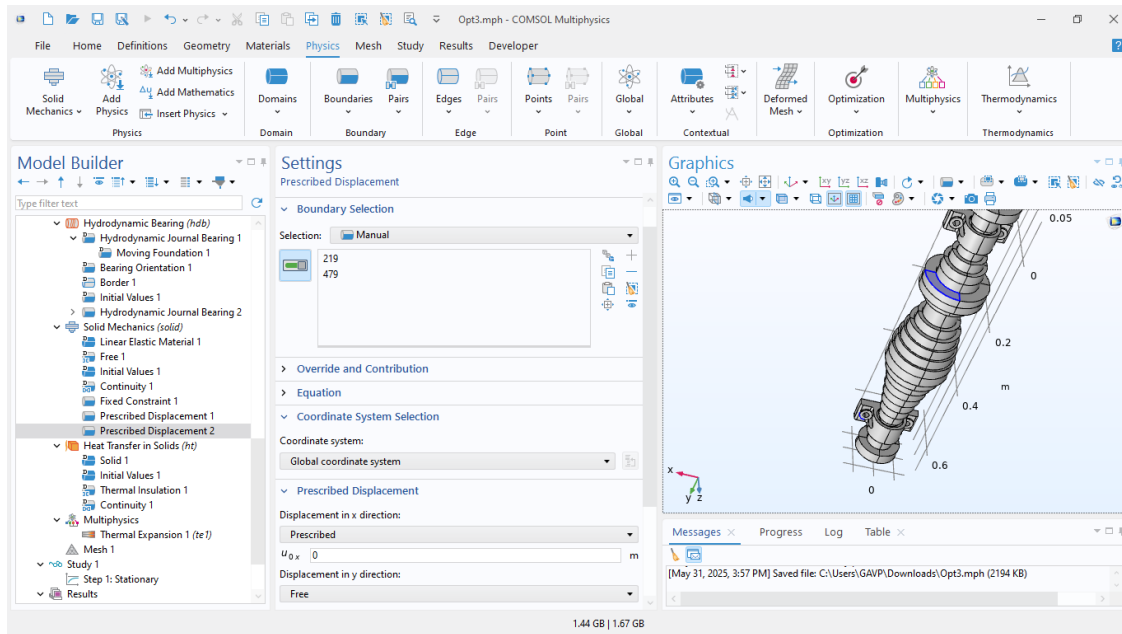 Opt3.mph - COMSOL Multiphysics
File Home Definitions Geometry Materials Physics Mesh Study Results Developer
Solid Mechanics
Add Physics
Add Multiphysics
Add Mathematics
Insert Physics
Domains
Boundaries
Pairs
Edges
Pairs
Points
Pairs
Global
Attributes
Deformed Mesh
Optimization
Multiphysics
Thermodynamics
Physics Domain Boundary Edge Point Global Contextual Optimization Thermodynamics
Model Builder
Type filter text
Hydrodynamic Bearing (hdb)
Hydrodynamic Journal Bearing 1
Moving Foundation 1
Bearing Orientation 1
Border 1
Initial Values 1
Hydrodynamic Journal Bearing 2
Solid Mechanics (solid)
Linear Elastic Material 1
Free 1
Initial Values 1
Continuity 1
Fixed Constraint 1
Prescribed Displacement 1
Prescribed Displacement 2
Heat Transfer in Solids (ht)
Solid 1
Initial Values 1
Thermal Insulation 1
Continuity 1
Multiphysics
Thermal Expansion 1 (te1)
Mesh 1
Study 1
Step 1: Stationary
Results
Settings
Prescribed Displacement
Boundary Selection
Selection: Manual
219
479
Override and Contribution
Equation
Coordinate System Selection
Coordinate system:
Global coordinate system
Prescribed Displacement
Displacement in x direction:
Prescribed
u0x 0 m
Displacement in y direction:
Free
Graphics
xy yz xz
0.05
0
0.2
m
0.4
0.6
0
x
y z
Messages Progress Log Table
[May 31, 2025, 3:57 PM] Saved file: C:\Users\GAVP\Downloads\Opt3.mph (2194 KB)
1.44 GB | 1.67 GB